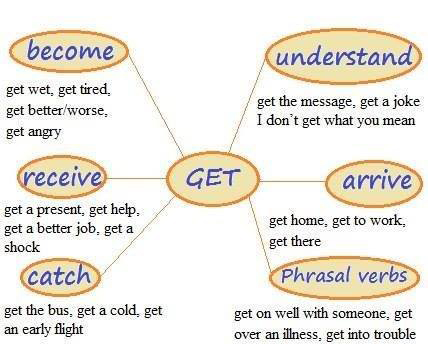 become
get wet, get tired,
get better/worse,
get angry
understand
get the message, get a joke
I don't get what you mean
GET
receive
get a present, get help,
get a better job, get a
shock
arrive
get home, get to work,
get there
catch
get the bus, get a cold, get
an early flight
Phrasal verbs
get on well with someone, get
over an illness, get into trouble